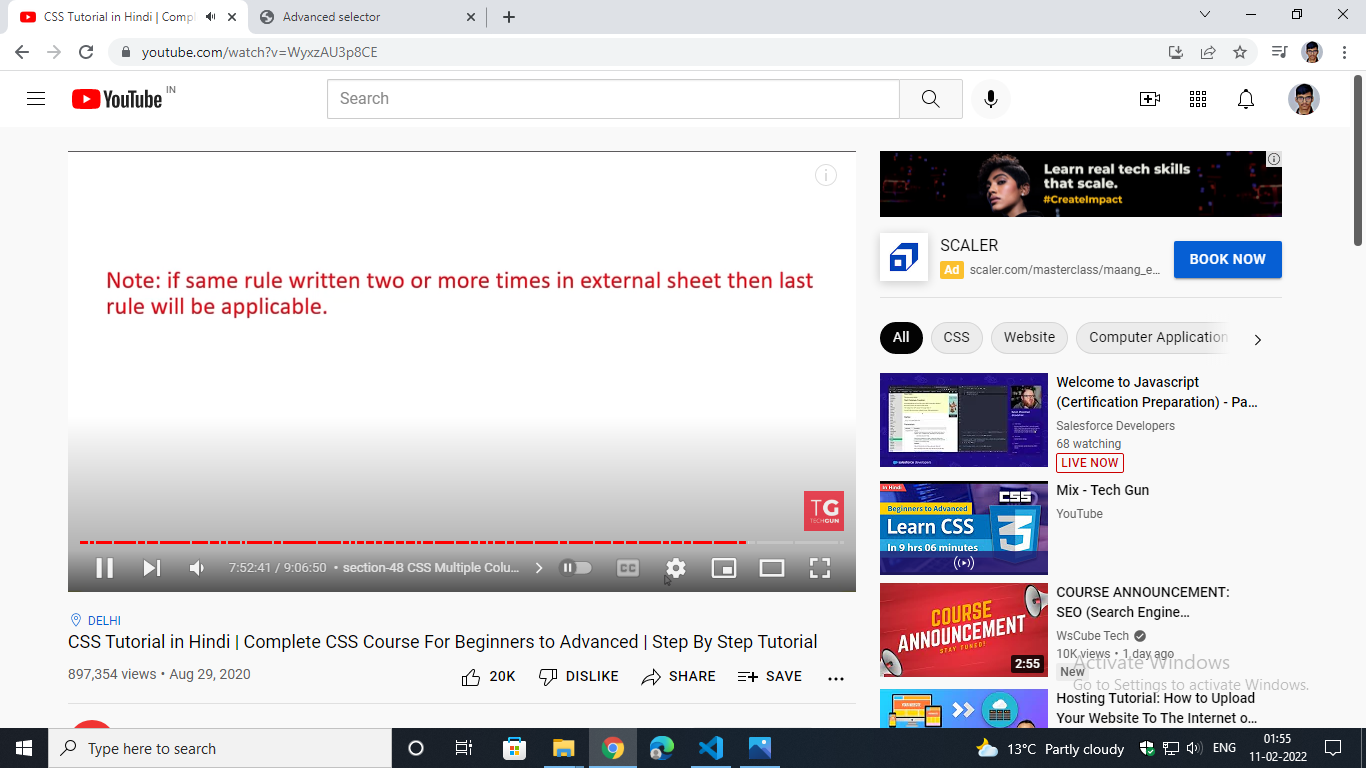 CSS Tutorial in Hindi | Compl
Advanced selector
youtube.com/watch?v=WyxzAU3p8CE
YouTube IN
Search
Note: if same rule written two or more times in external sheet then last
rule will be applicable.
TG
TECHGUN
7:52:41 / 9:06:50 • section-48 CSS Multiple Colu...
CC
DELHI
CSS Tutorial in Hindi | Complete CSS Course For Beginners to Advanced | Step By Step Tutorial
897,354 views • Aug 29, 2020
20K DISLIKE SHARE SAVE
Learn real tech skills
that scale.
#CreateImpact
SCALER
Ad scaler.com/masterclass/maang_e...
BOOK NOW
All CSS Website Computer Application
Welcome to Javascript
(Certification Preparation) - Pa...
Salesforce Developers
68 watching
LIVE NOW
In Hindi
CSS
Beginners to Advanced
Learn CSS
In 9 hrs 06 minutes
3
Mix - Tech Gun
YouTube
COURSE
ANNOUNCEMENT
STAY TUNED!
2:55
COURSE ANNOUNCEMENT:
SEO (Search Engine...
WsCube Tech
10K views • 1 day ago
New
Activate Windows
Go to Settings to activate Windows.
Hosting Tutorial: How to Upload
Your Website To The Internet o...
Type here to search
13°C Partly cloudy
ENG
01:55
11-02-2022